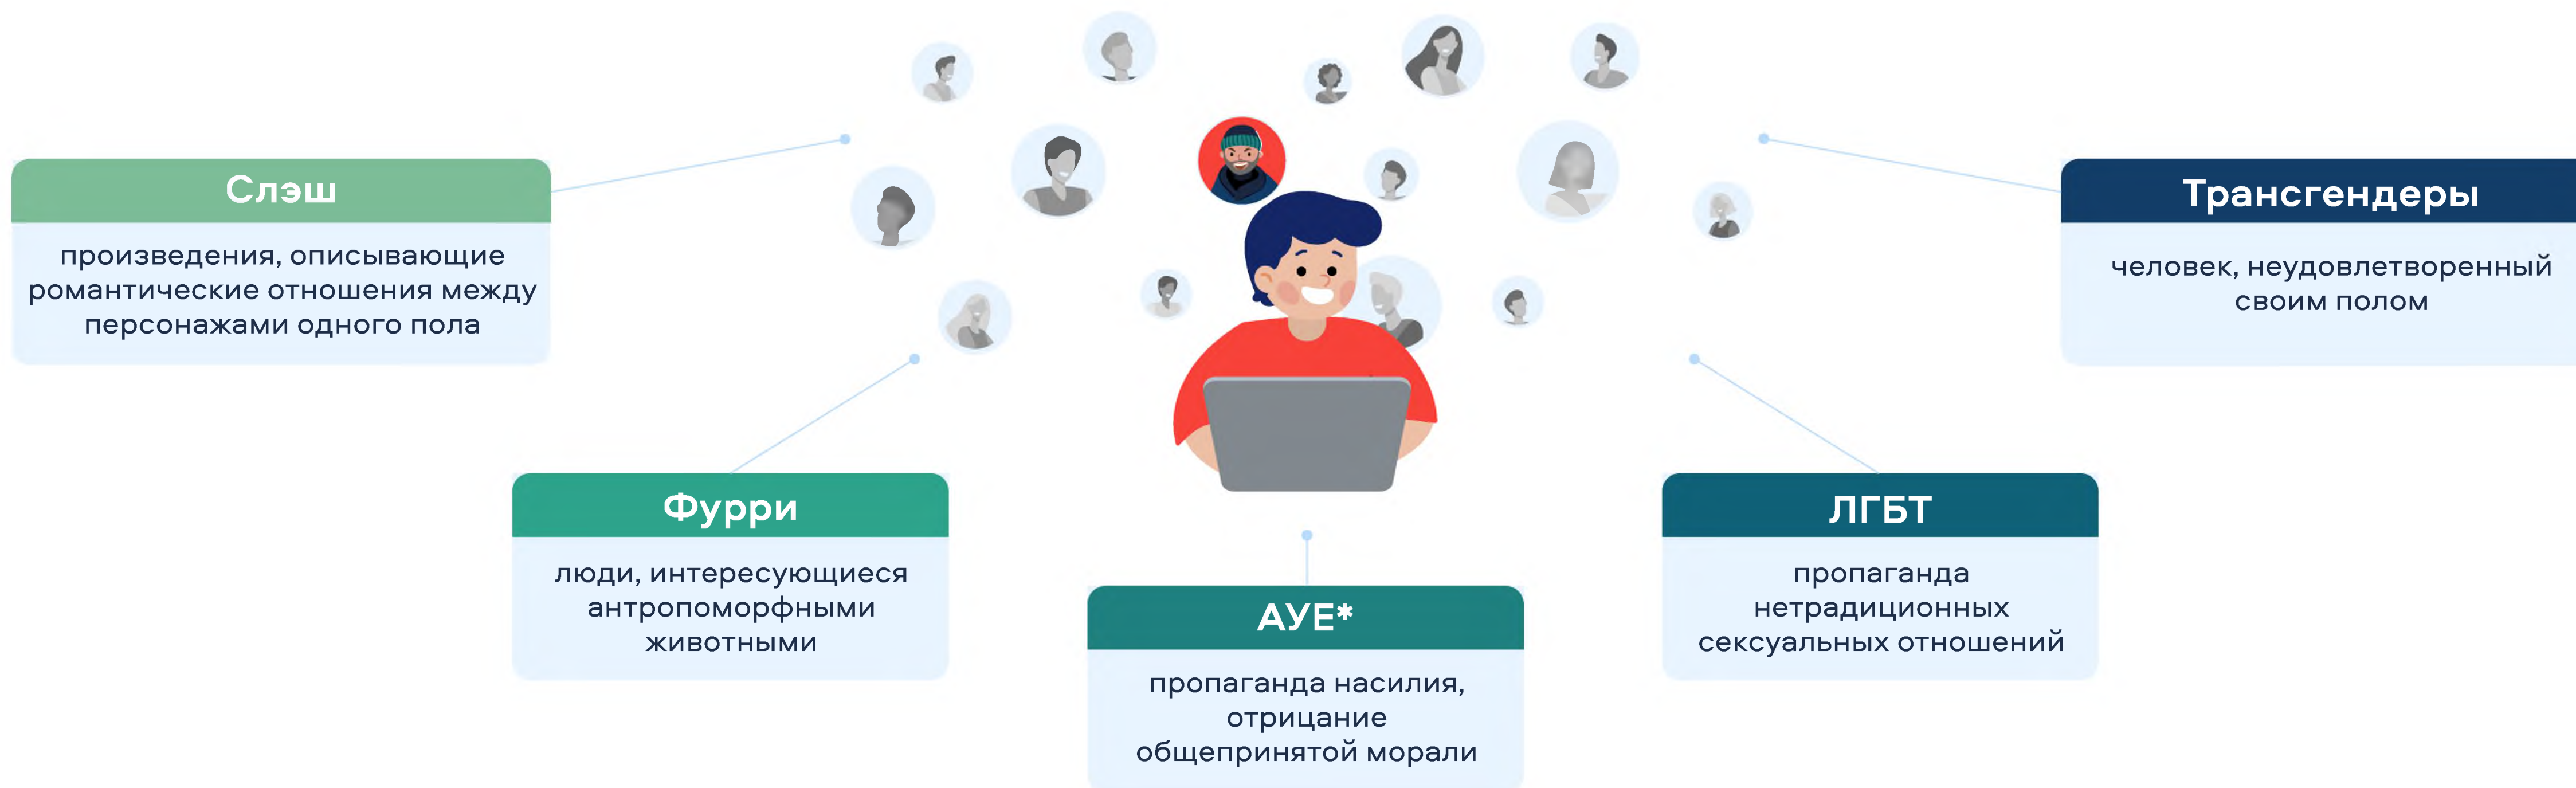 Слэш
произведения, описывающие
романтические отношения между
персонажами одного пола
Фурри
люди, интересующиеся
антропоморфными
животными
АУЕ*
пропаганда насилия,
отрицание
общепринятой морали
ЛГБТ
пропаганда
нетрадиционных
сексуальных отношений
Трансгендеры
человек, неудовлетворенный
своим полом